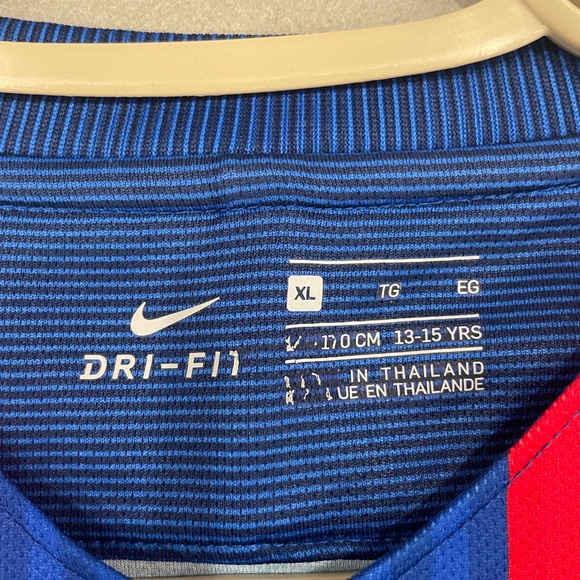 XL TG EG
170 CM 13-15 YRS
DRI-FIT
IN THAILAND
EN THAILANDE